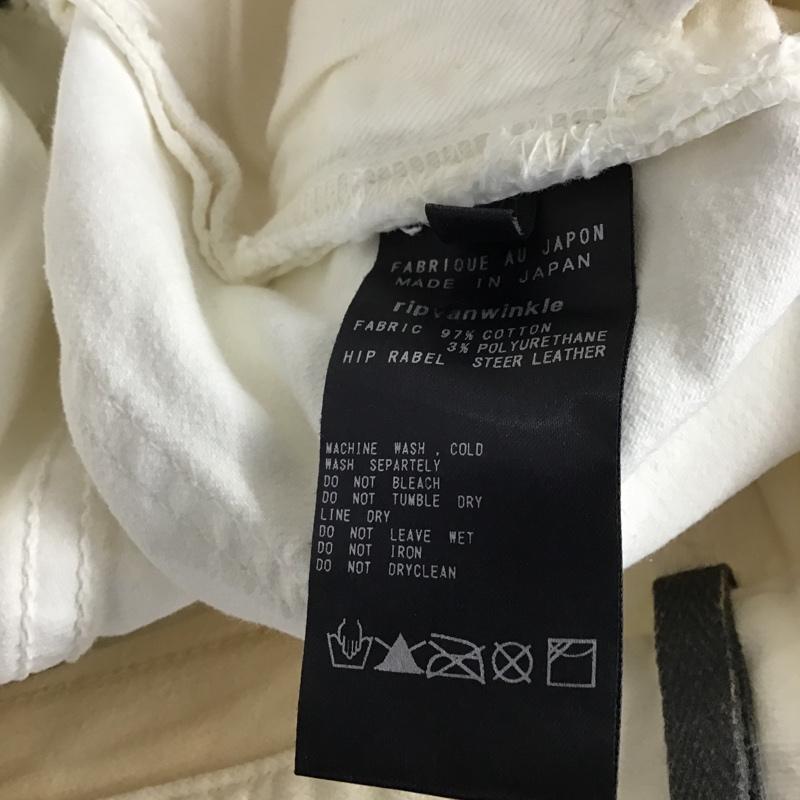 FABRIQUE AU JAPON
MADE IN JAPAN
ripvanwinkle
FABRIC 97% COTTON
3% POLYURETHANE
HIP RABEL STEER LEATHER
MACHINE WASH , COLD
WASH SEPARTELY
DO NOT BLEACH
DO NOT TUMBLE DRY
LINE DRY
DO NOT LEAVE WET
DO NOT IRON
DO NOT DRYCLEAN